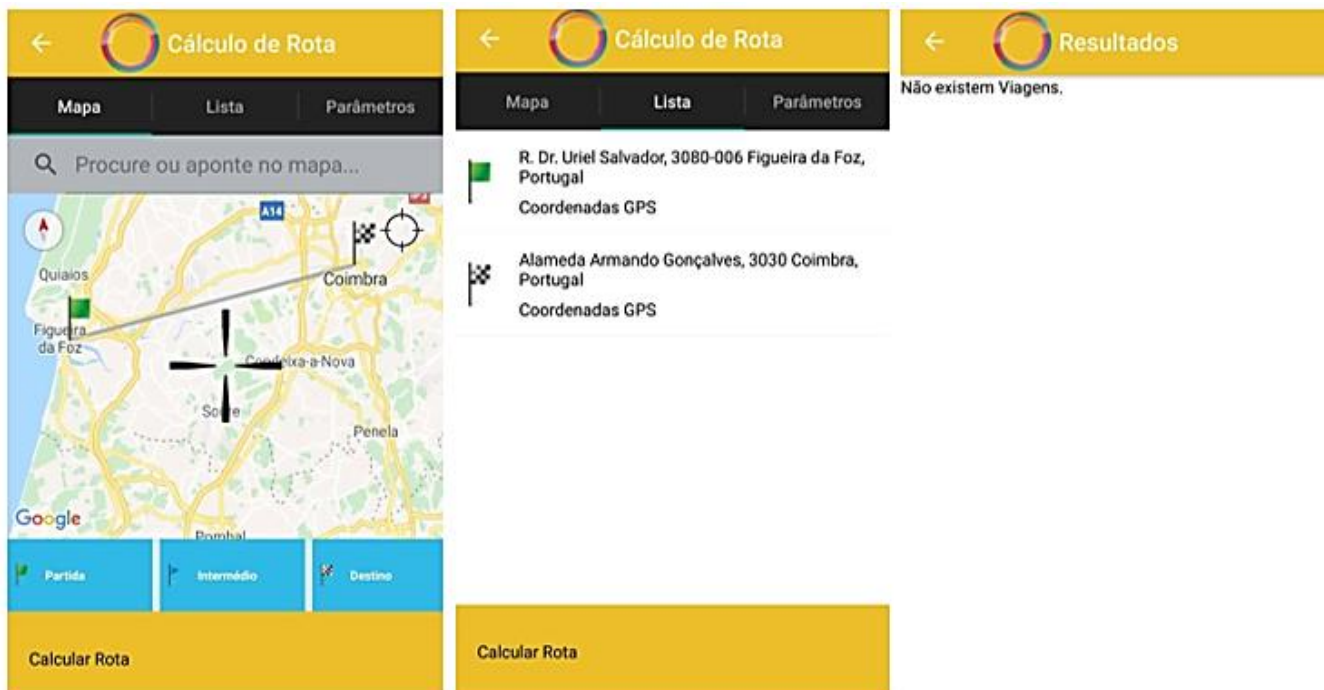 Cálculo de Rota
Mapa
Lista
Parâmetros
Procure ou aponte no mapa...
A14
Quiaios
Coimbra
Figueira
da Foz
Condeixa-a-Nova
Soure
Penela
Google
Pombal
Partida
Intermédio
Destino
Calcular Rota
Cálculo de Rota
Mapa
Lista
Parâmetros
R. Dr. Uriel Salvador, 3080-006 Figueira da Foz,
Portugal
Coordenadas GPS
Alameda Armando Gonçalves, 3030 Coimbra,
Portugal
Coordenadas GPS
Calcular Rota
Resultados
Não existem Viagens.